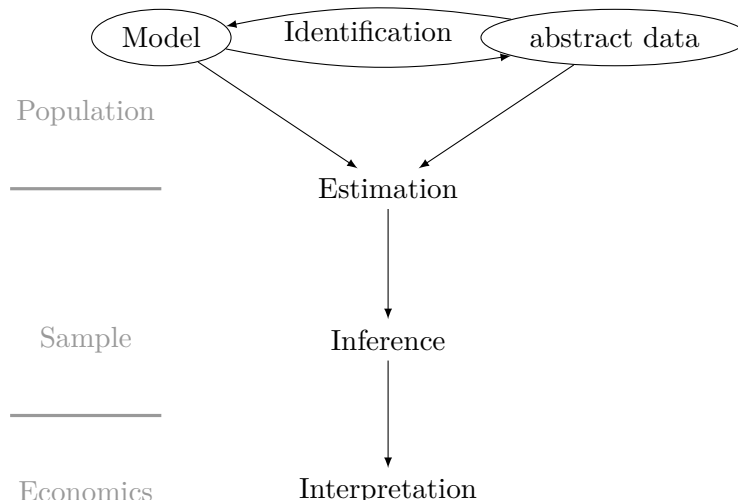 Model
Identification
abstract data
Population
Estimation
Sample
Inference
Economics
Interpretation